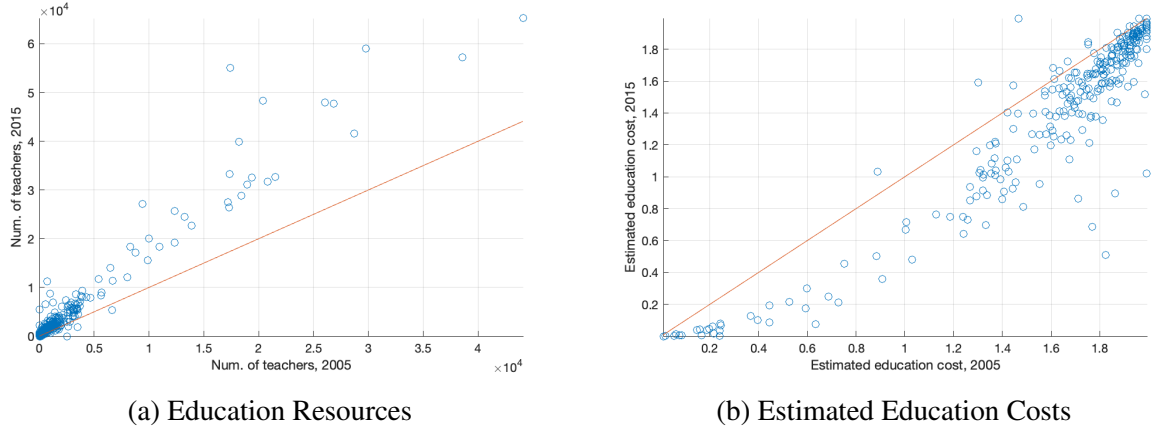 ×10⁴
6
5
4
3
2
1
0
Num. of teachers, 2015
0 0.5 1 1.5 2 2.5 3 3.5 4
Num. of teachers, 2005
×10⁴
(a) Education Resources
1.8
1.6
1.4
1.2
1
0.8
0.6
0.4
0.2
Estimated education cost, 2015
0.2 0.4 0.6 0.8 1 1.2 1.4 1.6 1.8
Estimated education cost, 2005
(b) Estimated Education Costs